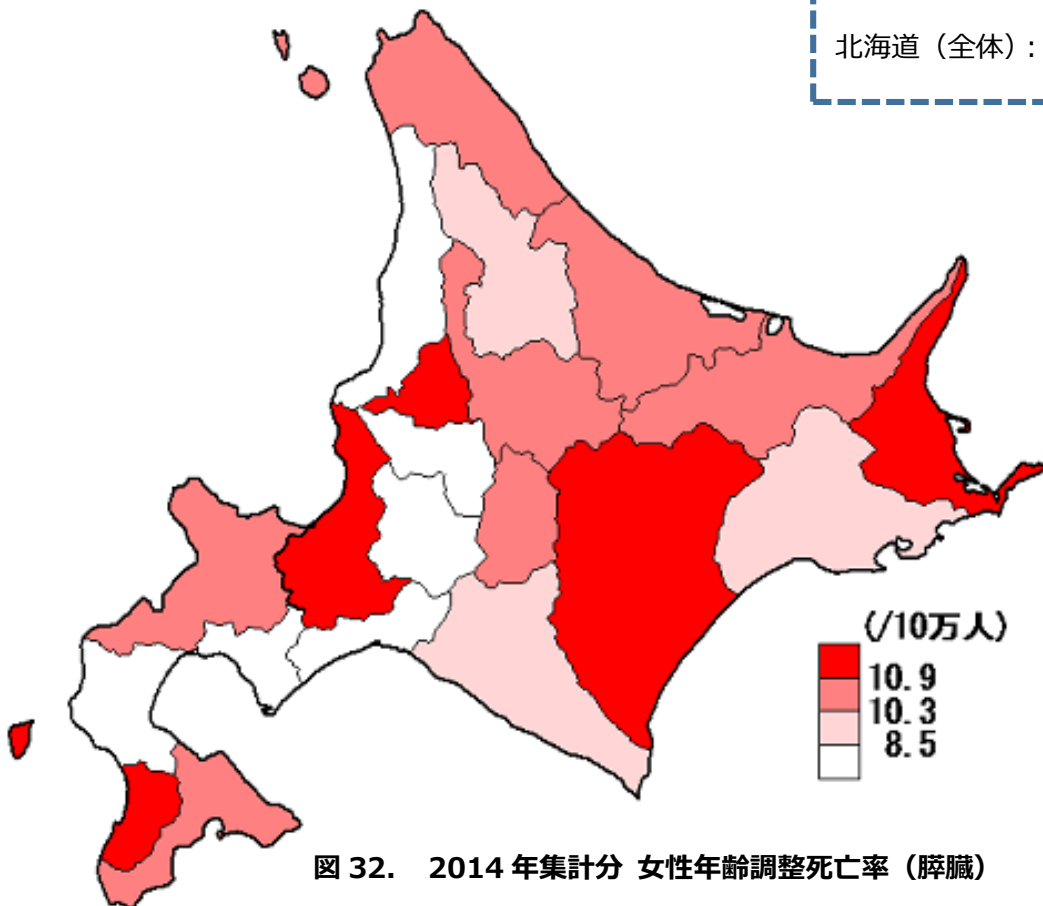 北海道（全体）:
(/10万人)
10.9
10.3
8.5
図 32.　2014 年集計分 女性年齢調整死亡率（膵臓）